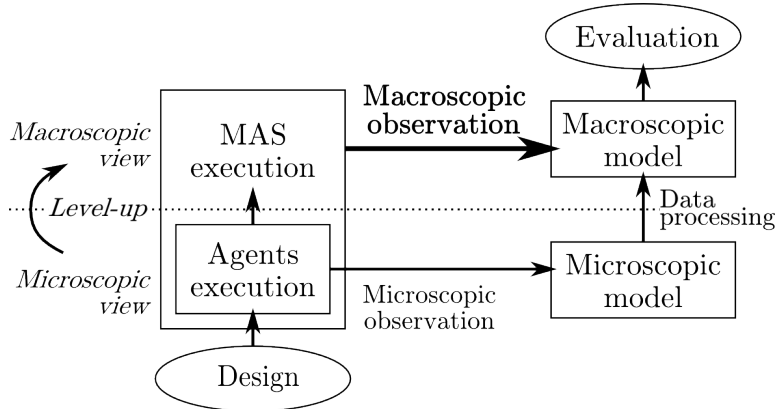 Evaluation
Macroscopic
observation
Macroscopic
view
MAS
execution
Macroscopic
model
Level-up
Data
processing
Microscopic
view
Agents
execution
Microscopic
observation
Microscopic
model
Design